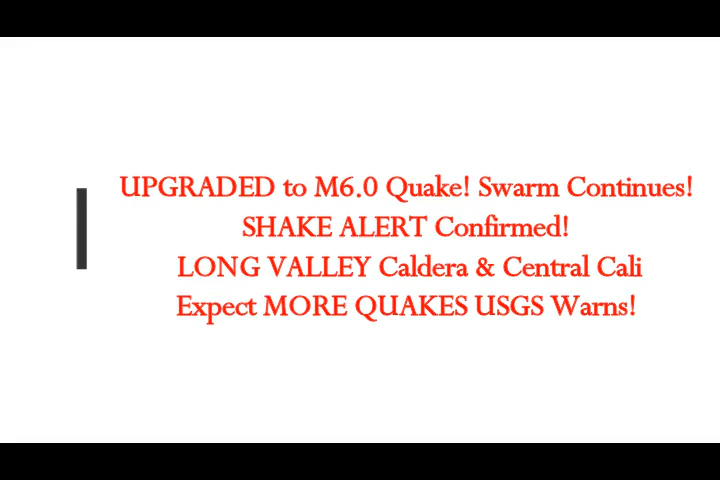 UPGRADED to M6.0 Quake! Swarm Continues!
SHAKE ALERT Confirmed!
LONG VALLEY Caldera & Central Cali
Expect MORE QUAKES USGS Warns!